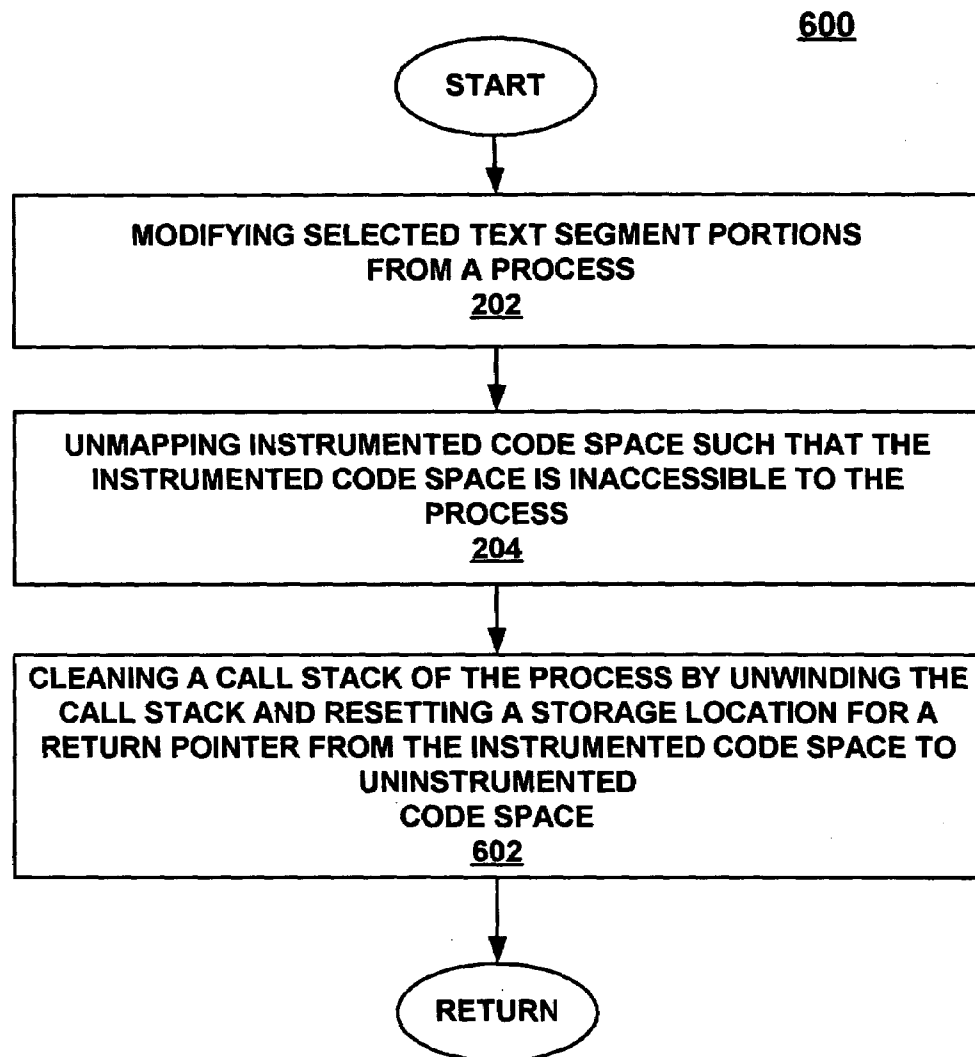 600
START
MODIFYING SELECTED TEXT SEGMENT PORTIONS
FROM A PROCESS
202
UNMAPPING INSTRUMENTED CODE SPACE SUCH THAT THE
INSTRUMENTED CODE SPACE IS INACCESSIBLE TO THE
PROCESS
204
CLEANING A CALL STACK OF THE PROCESS BY UNWINDING THE
CALL STACK AND RESETTING A STORAGE LOCATION FOR A
RETURN POINTER FROM THE INSTRUMENTED CODE SPACE TO
UNINSTRUMENTED
CODE SPACE
602
RETURN